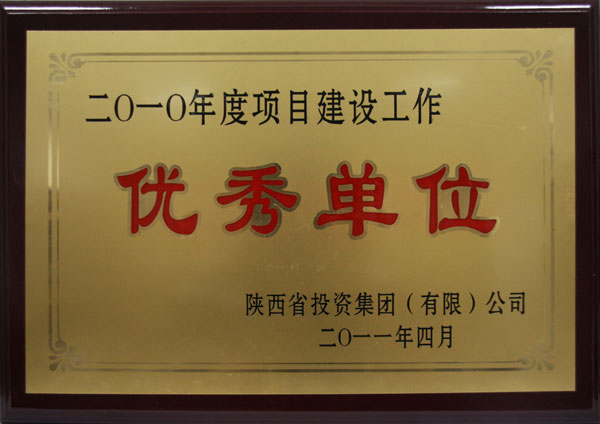 二〇一〇年度项目建设工作
优秀单位
陕西省投资集团（有限）公司
二〇一一年四月